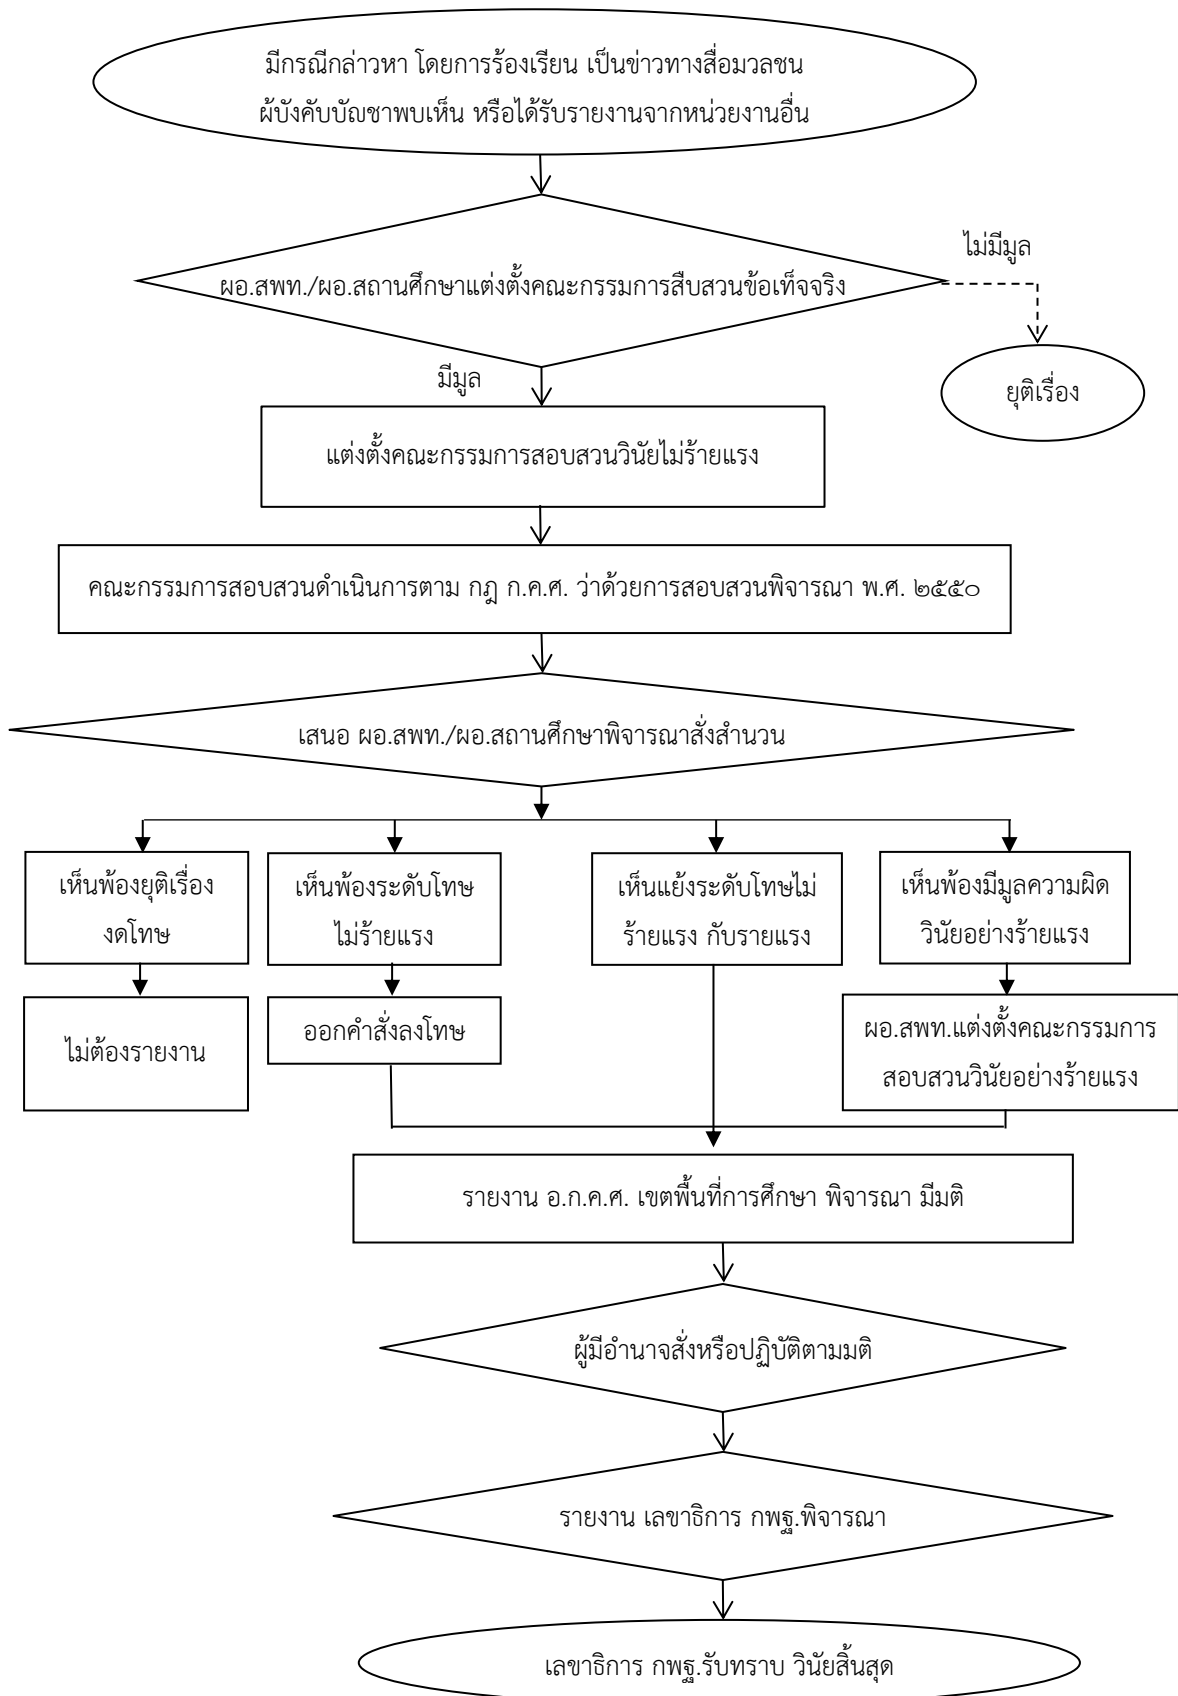 มีกรณีกล่าวหา โดยการร้องเรียน เป็นข่าวทางสื่อมวลชน
ผู้บังคับบัญชาพบเห็น หรือได้รับรายงานจากหน่วยงานอื่น
ไม่มีมูล
ผอ.สพท./ผอ.สถานศึกษาแต่งตั้งคณะกรรมการสืบสวนข้อเท็จจริง
มีมูล
ยุติเรื่อง
แต่งตั้งคณะกรรมการสอบสวนวินัยไม่ร้ายแรง
คณะกรรมการสอบสวนดำเนินการตาม กฎ ก.ค.ศ. ว่าด้วยการสอบสวนพิจารณา พ.ศ. ๒๕๕๐
เสนอ ผอ.สพท./ผอ.สถานศึกษาพิจารณาสั่งสำนวน
เห็นพ้องยุติเรื่อง
งดโทษ
เห็นพ้องระดับโทษ
ไม่ร้ายแรง
เห็นแย้งระดับโทษไม่
ร้ายแรง กับรายแรง
เห็นพ้องมีมูลความผิด
วินัยอย่างร้ายแรง
ไม่ต้องรายงาน
ออกคำสั่งลงโทษ
ผอ.สพท.แต่งตั้งคณะกรรมการ
สอบสวนวินัยอย่างร้ายแรง
รายงาน อ.ก.ค.ศ. เขตพื้นที่การศึกษา พิจารณา มีมติ
ผู้มีอำนาจสั่งหรือปฏิบัติตามมติ
รายงาน เลขาธิการ กพฐ.พิจารณา
เลขาธิการ กพฐ.รับทราบ วินัยสิ้นสุด